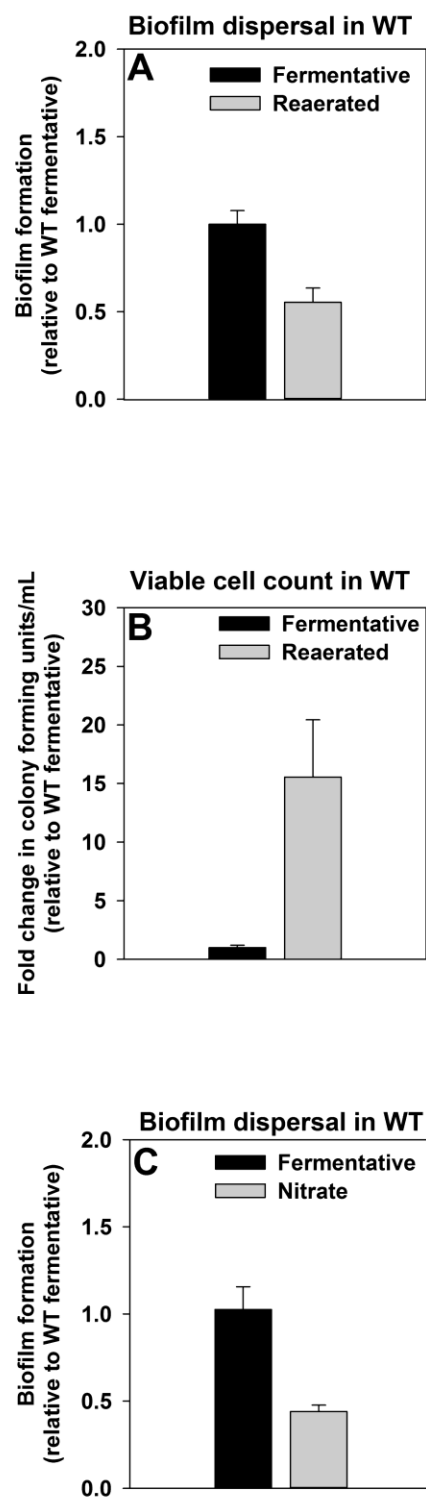 Biofilm dispersal in WT
A
Fermentative
Reaerated
2.0
1.5
1.0
0.5
0.0
Biofilm formation
(relative to WT fermentative)
Viable cell count in WT
B
Fermentative
Reaerated
30
25
20
15
10
5
0
Fold change in colony forming units/mL
(relative to WT fermentative)
Biofilm dispersal in WT
C
Fermentative
Nitrate
2.0
1.5
1.0
0.5
0.0
Biofilm formation
(relative to WT fermentative)